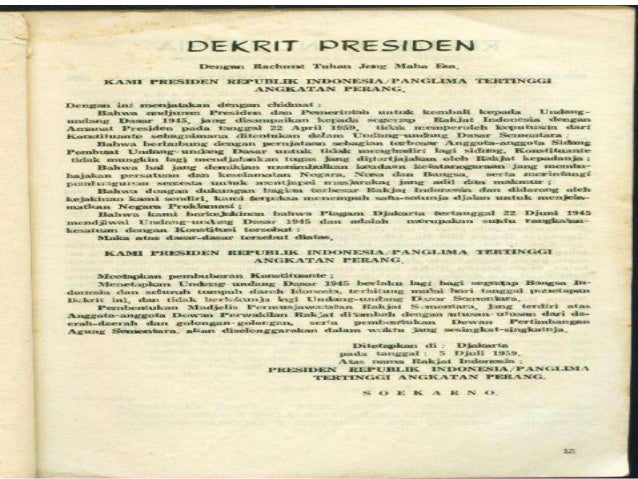 DEKRIT PRESIDEN
Dengan Rachmat Tuhan Jang Maha Esa,
KAMI PRESIDEN REPUBLIK INDONESIA/PANGLIMA TERTINGGI
ANGKATAN PERANG,
Dengan ini menjatakan dengan chidmat :
Bahwa andjuran Presiden dan Pemerintah untuk kembali kepada Undang-
undang Dasar 1945, jang disampaikan kepada segenap Rakjat Indonesia dengan
Amanat Presiden pada tanggal 22 April 1959, tidak memperoleh keputusan dari
Konstituante sebagaimana ditentukan dalam Undang-undang Dasar Sementara ;
Bahwa berhubung dengan pernjataan sebagian terbesar Anggota-anggota Sidang
Pembuat Undang-undang Dasar untuk tidak menghadiri lagi sidang, Konstituante
tidak mungkin lagi mendjalankan tugas jang dipertjajakan oleh Rakjat kepadanja ;
Bahwa hal jang demikian menimbulkan keadaan ketatanegaraan jang memba-
hajakan persatuan dan keselamatan Negara, Nusa dan Bangsa, serta merintangi
pembangunan semesta untuk mentjapai masjarakat jang adil dan makmur ;
Bahwa dengan dukungan bagian terbesar Rakjat Indonesia dan didorong oleh
kejakinan kami sendiri, kami terpaksa menempuh satu-satunja djalan untuk menjela-
matkan Negara Proklamasi ;
Bahwa kami berkejakinan bahwa Piagam Djakarta tertanggal 22 Djuni 1945
mendjiwai Undang-undang Dasar 1945 dan adalah merupakan suatu rangkaian-
kesatuan dengan Konstitusi tersebut ;
Maka atas dasar-dasar tersebut diatas,
KAMI PRESIDEN REPUBLIK INDONESIA/PANGLIMA TERTINGGI
ANGKATAN PERANG,
Menetapkan pembubaran Konstituante ;
Menetapkan Undang-undang Dasar 1945 berlaku lagi bagi segenap Bangsa In-
donesia dan seluruh tumpah darah Idonesia, terhitung mulai hari tanggal penetapan
Dekrit ini, dan tidak berlakunja lagi Undang-undang Dasar Sementara.
Pembentukan Madjelis Permusjawaratan Rakjat Sementara, jang terdiri atas
Anggota-anggota Dewan Perwakilan Rakjat ditambah dengan utusan-utusan dari da-
erah-daerah dan golongan-golongan, serta pembentukan Dewan Pertimbangan
Agung Sementara, akan diselenggarakan dalam waktu jang sesingkat-singkatnja.
Ditetapkan di : Djakarta
pada tanggal : 5 Djuli 1959.
Atas nama Rakjat Indonesia ;
PRESIDEN REPUBLIK INDONESIA/PANGLIMA
TERTINGGI ANGKATAN PERANG,
SOEKARNO.